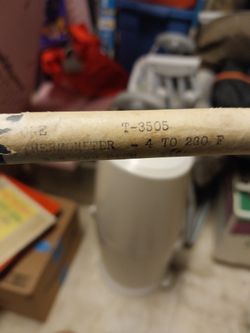 E T-3505
THERMOMETER - 4 TO 230 F